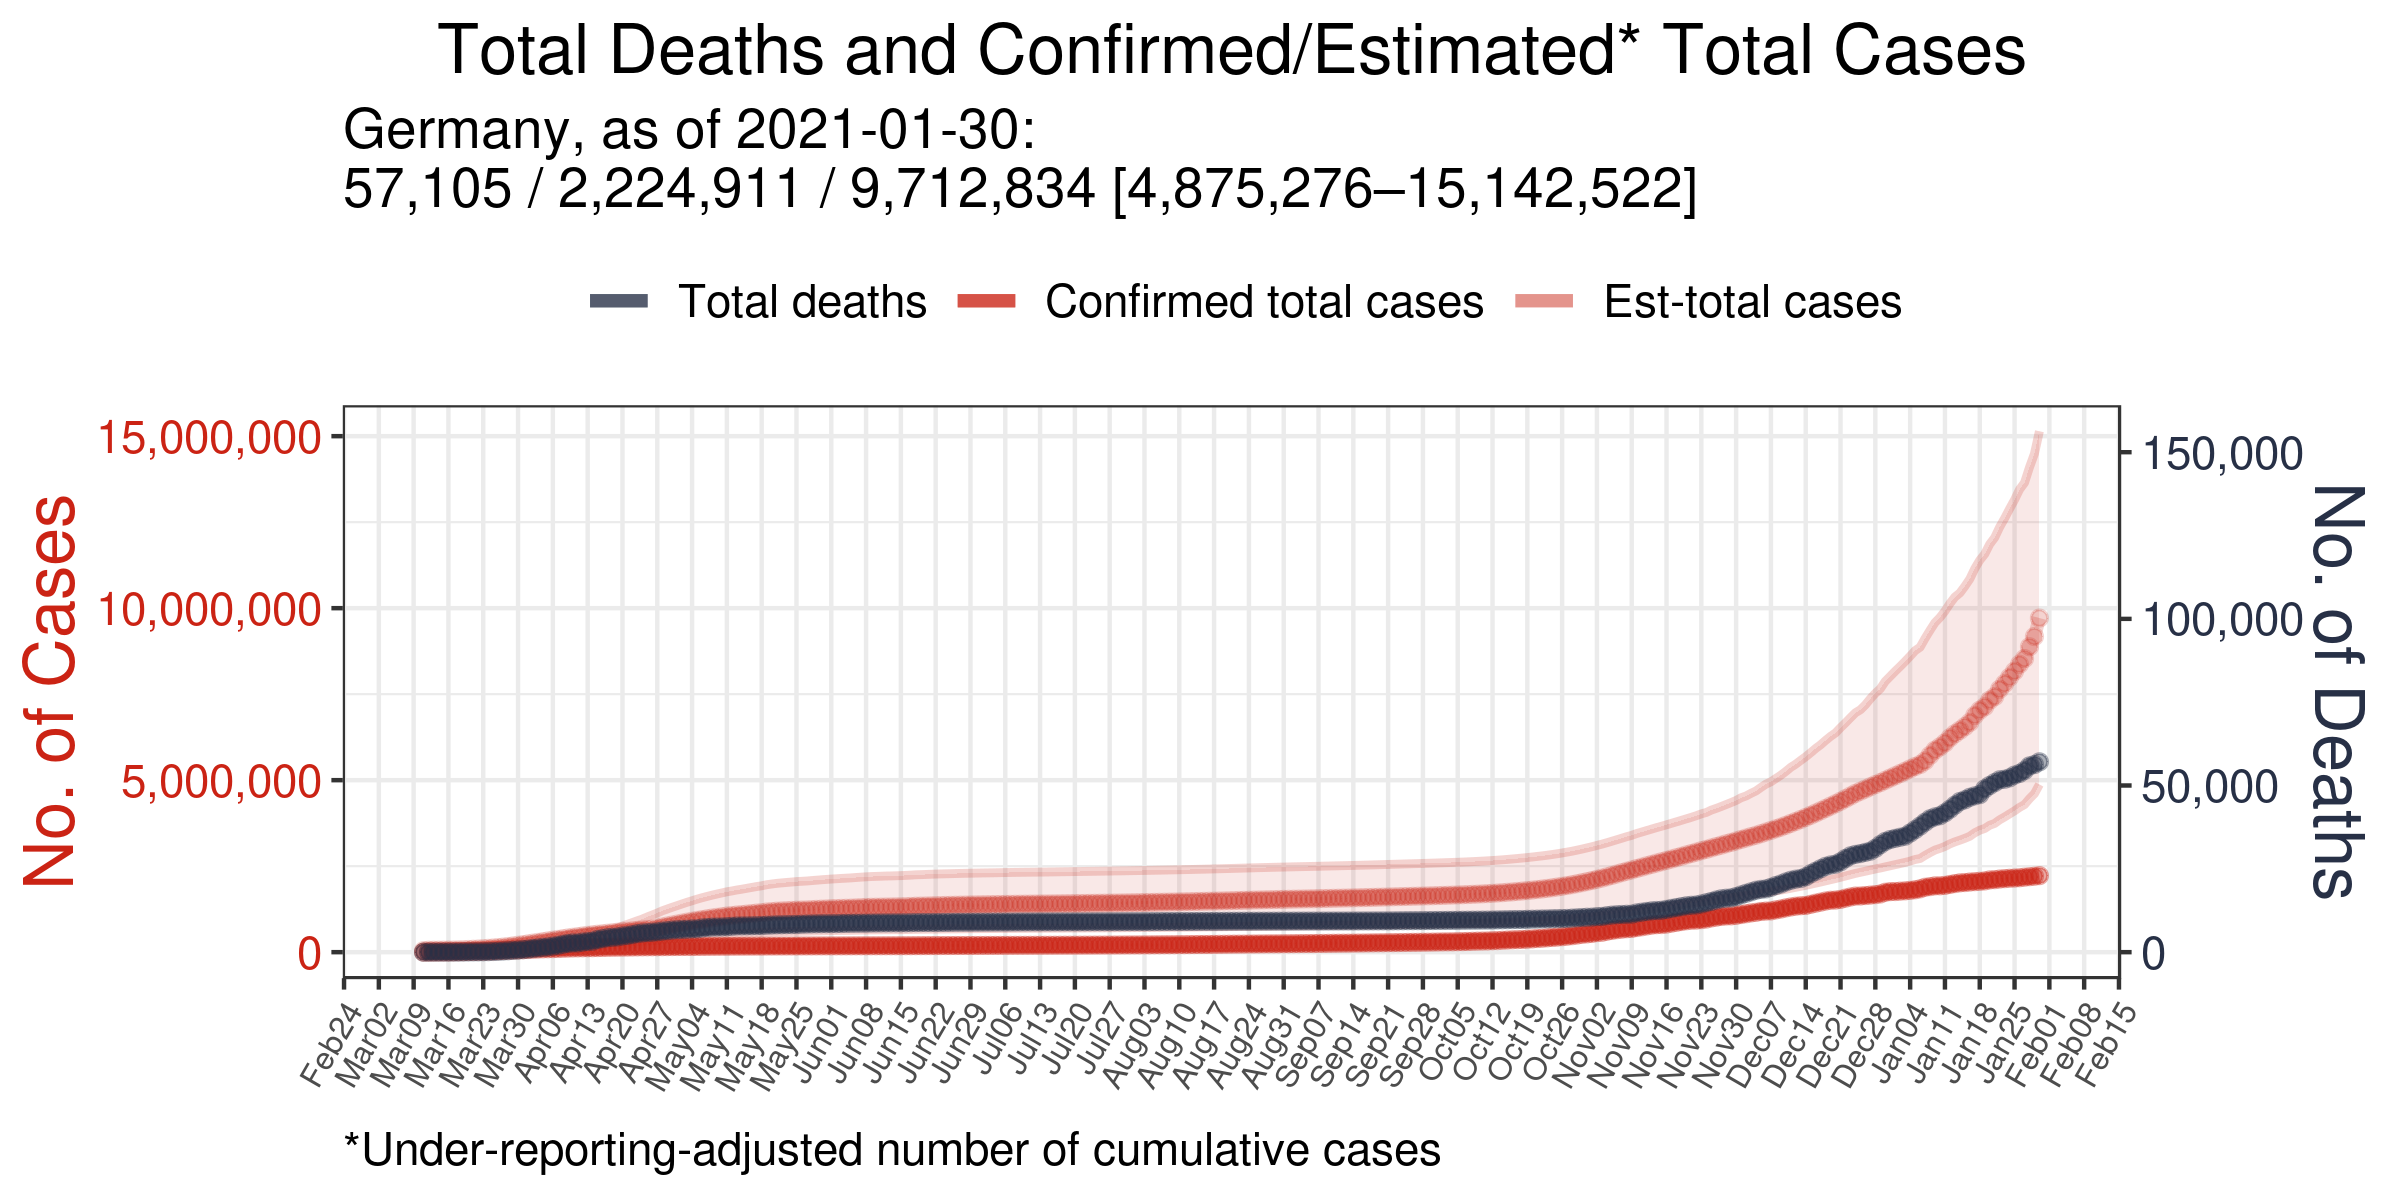 Total Deaths and Confirmed/Estimated* Total Cases
Germany, as of 2021-01-30:
57,105 / 2,224,911 / 9,712,834 [4,875,276–15,142,522]
Total deaths
Confirmed total cases
Est-total cases
No. of Cases
15,000,000
10,000,000
5,000,000
0
150,000
100,000
50,000
0
No. of Deaths
Feb24
Mar02
Mar09
Mar16
Mar23
Mar30
Apr06
Apr13
Apr20
Apr27
May04
May11
May18
May25
Jun01
Jun08
Jun15
Jun22
Jun29
Jul06
Jul13
Jul20
Jul27
Aug03
Aug10
Aug17
Aug24
Aug31
Sep07
Sep14
Sep21
Sep28
Oct05
Oct12
Oct19
Oct26
Nov02
Nov09
Nov16
Nov23
Nov30
Dec07
Dec14
Dec21
Dec28
Jan04
Jan11
Jan18
Jan25
Feb01
Feb08
Feb15
*Under-reporting-adjusted number of cumulative cases